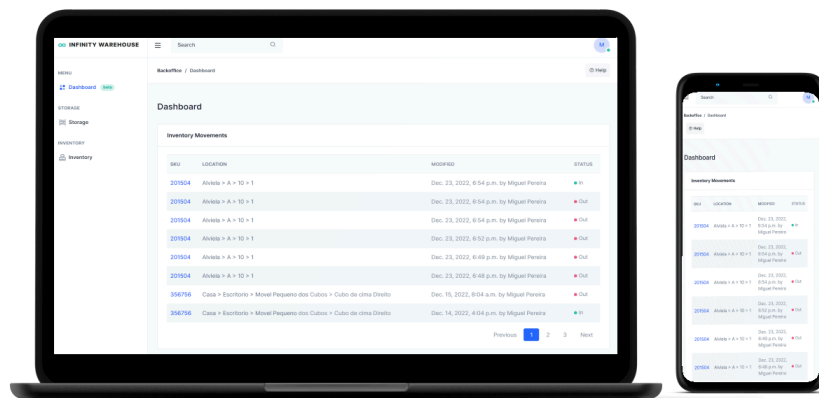 INFINITY WAREHOUSE
Search
M
MENU
Dashboard Beta
STORAGE
Storage
INVENTORY
Inventory
Backoffice / Dashboard
Help
Dashboard
Inventory Movements
SKU LOCATION MODIFIED STATUS
201504 Alviela > A > 10 > 1 Dec. 23, 2022, 6:54 p.m. by Miguel Pereira In
201504 Alviela > A > 10 > 1 Dec. 23, 2022, 6:54 p.m. by Miguel Pereira Out
201504 Alviela > A > 10 > 1 Dec. 23, 2022, 6:54 p.m. by Miguel Pereira Out
201504 Alviela > A > 10 > 1 Dec. 23, 2022, 6:52 p.m. by Miguel Pereira Out
201504 Alviela > A > 10 > 1 Dec. 23, 2022, 6:49 p.m. by Miguel Pereira Out
201504 Alviela > A > 10 > 1 Dec. 23, 2022, 6:48 p.m. by Miguel Pereira Out
356756 Casa > Escritorio > Movel Pequeno dos Cubos > Cubo de cima Direito Dec. 15, 2022, 6:04 a.m. by Miguel Pereira Out
356756 Casa > Escritorio > Movel Pequeno dos Cubos > Cubo de cima Direito Dec. 14, 2022, 4:04 p.m. by Miguel Pereira In
Previous 1 2 3 Next
Search
M
Backoffice / Dashboard
Help
Dashboard
Inventory Movements
SKU LOCATION MODIFIED STATUS
Dec. 23, 2022,
201504 Alviela > A > 10 > 1 6:54 p.m. by In
Miguel Pereira
Dec. 23, 2022,
201504 Alviela > A > 10 > 1 6:54 p.m. by Out
Miguel Pereira
Dec. 23, 2022,
201504 Alviela > A > 10 > 1 6:54 p.m. by Out
Miguel Pereira
Dec. 23, 2022,
201504 Alviela > A > 10 > 1 6:52 p.m. by Out
Miguel Pereira
Dec. 23, 2022,
201504 Alviela > A > 10 > 1 6:49 p.m. by Out
Miguel Pereira
Dec. 23, 2022,
201504 Alviela > A > 10 > 1 6:48 p.m. by Out
Miguel Pereira